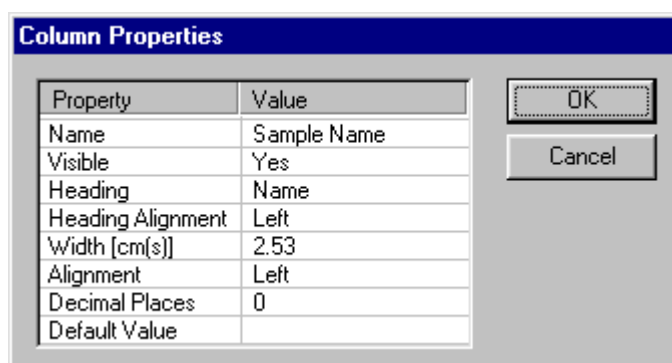 Column Properties
Property Value
Name Sample Name
Visible Yes
Heading Name
Heading Alignment Left
Width [cm(s)] 2.53
Alignment Left
Decimal Places 0
Default Value
OK
Cancel